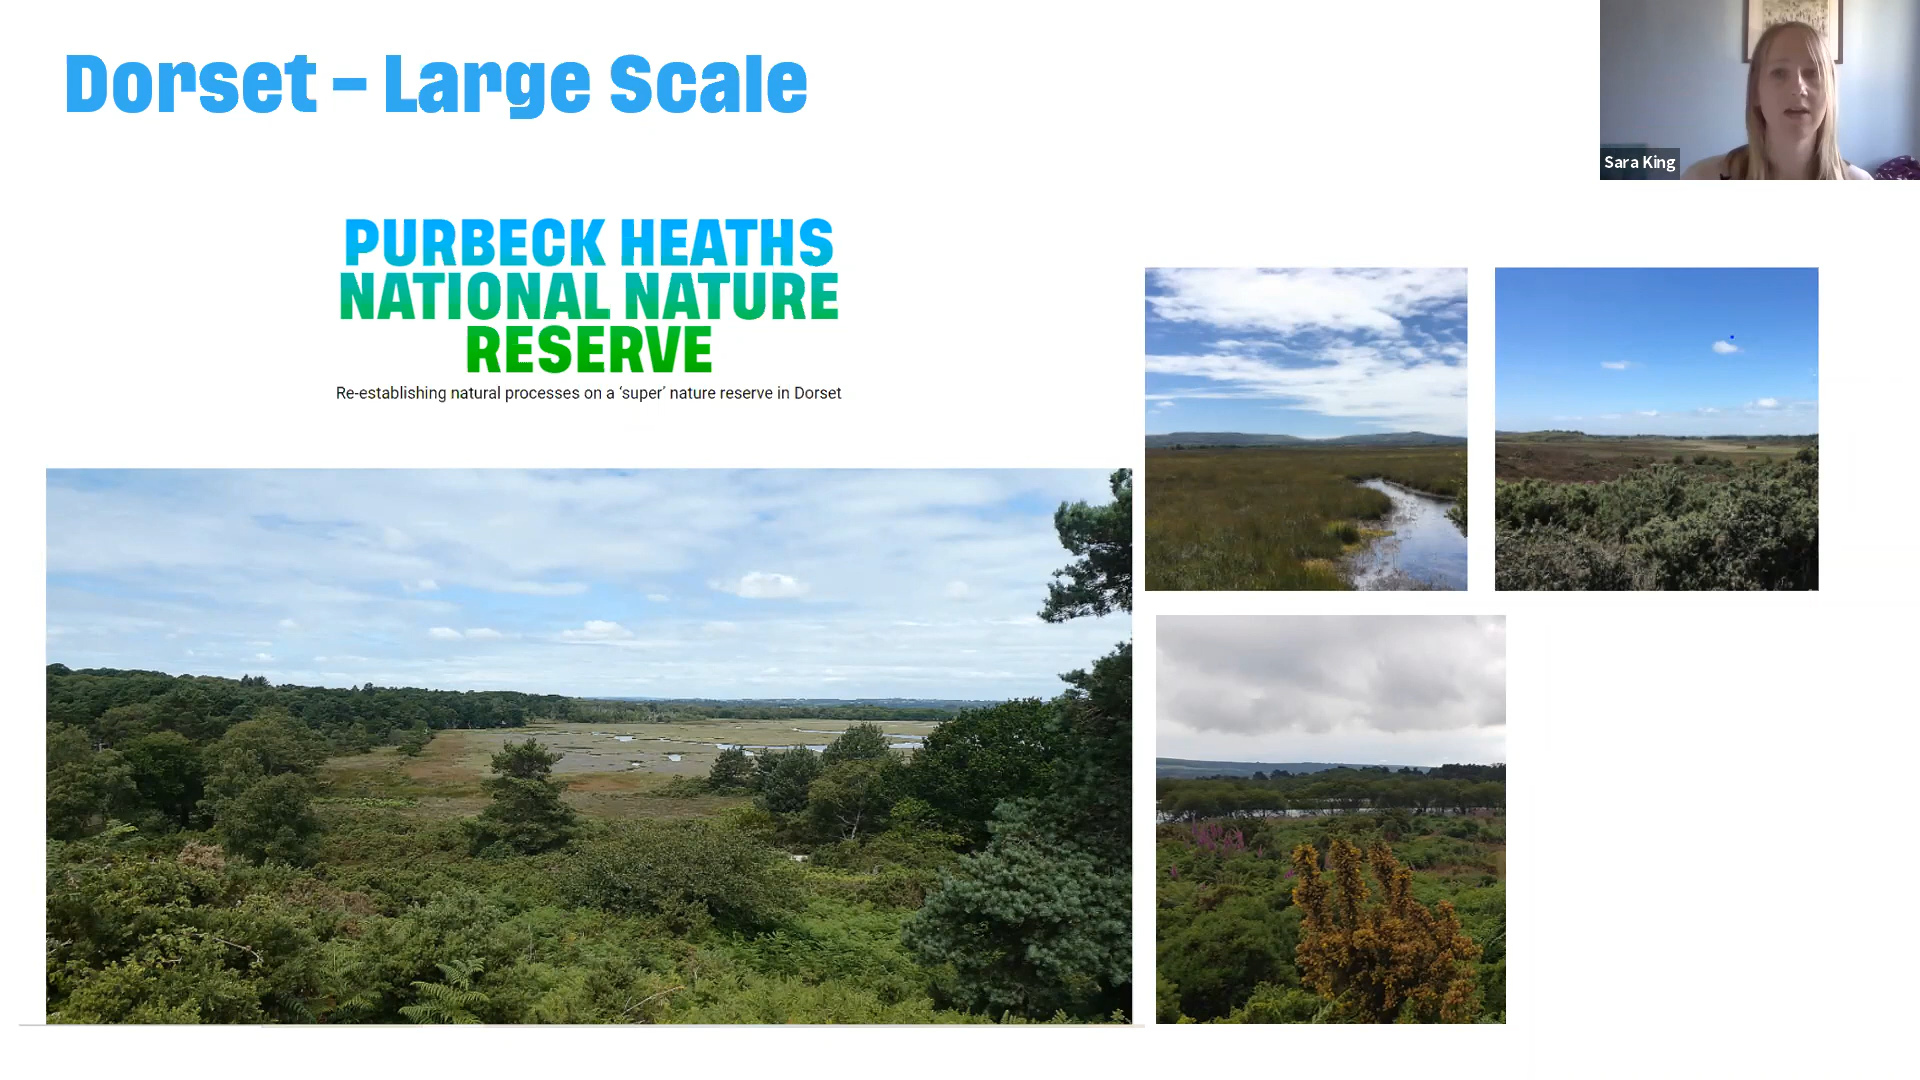 Dorset – Large Scale
Sara King
PURBECK HEATHS
NATIONAL NATURE
RESERVE
Re-establishing natural processes on a ‘super’ nature reserve in Dorset